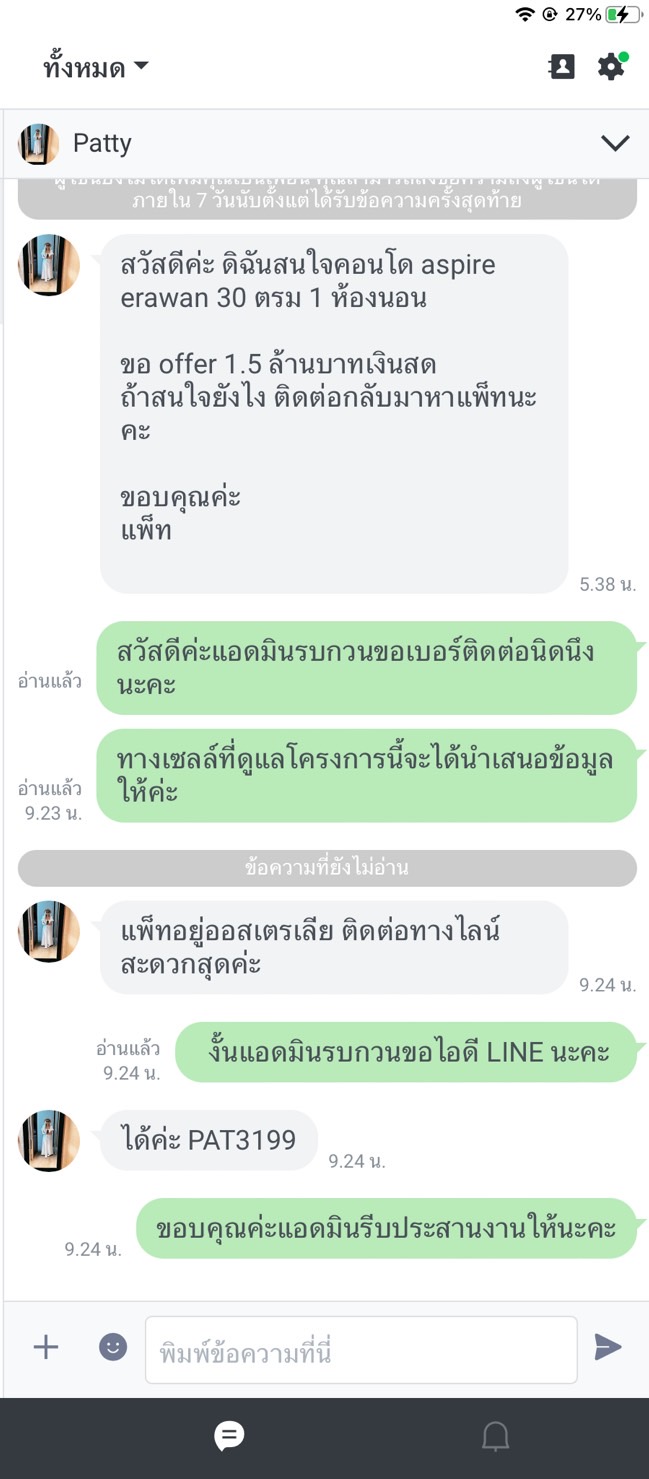 27%
ทั้งหมด
Patty
ภายใน 7 วันนับตั้งแต่ได้รับข้อความครั้งสุดท้าย
สวัสดีค่ะ ดิฉันสนใจคอนโด aspire
erawan 30 ตรม 1 ห้องนอน
ขอ offer 1.5 ล้านบาทเงินสด
ถ้าสนใจยังไง ติดต่อกลับมาหาแพ็ทนะ
คะ
ขอบคุณค่ะ
แพ็ท
5.38 น.
สวัสดีค่ะแอดมินรบกวนขอเบอร์ติดต่อนิดนึง
นะคะ
อ่านแล้ว
ทางเซลล์ที่ดูแลโครงการนี้จะได้นำเสนอข้อมูล
ให้ค่ะ
อ่านแล้ว
9.23 น.
ข้อความที่ยังไม่อ่าน
แพ็ทอยู่ออสเตรเลีย ติดต่อทางไลน์
สะดวกสุดค่ะ
9.24 น.
งั้นแอดมินรบกวนขอไอดี LINE นะคะ
อ่านแล้ว
9.24 น.
ได้ค่ะ PAT3199
9.24 น.
ขอบคุณค่ะแอดมินรีบประสานงานให้นะคะ
9.24 น.
พิมพ์ข้อความที่นี่